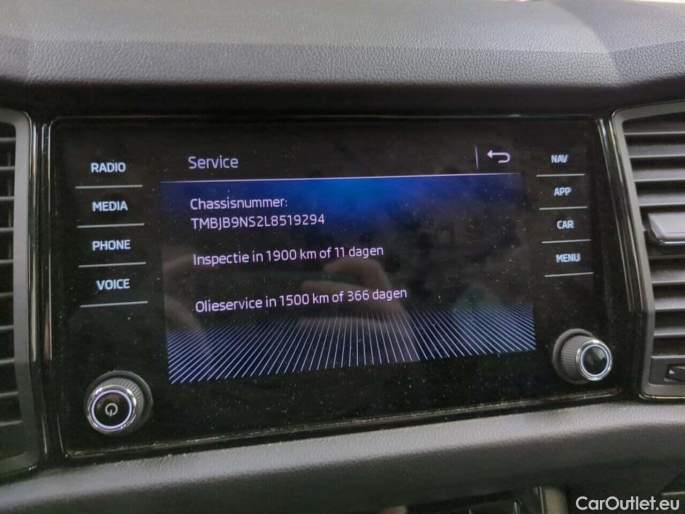 RADIO
MEDIA
PHONE
VOICE
Service
Chassisnummer:
TMBJB9NS2L8519294
Inspectie in 1900 km of 11 dagen
Olieservice in 1500 km of 366 dagen
NAV
APP
CAR
MENU
CarOutlet.eu